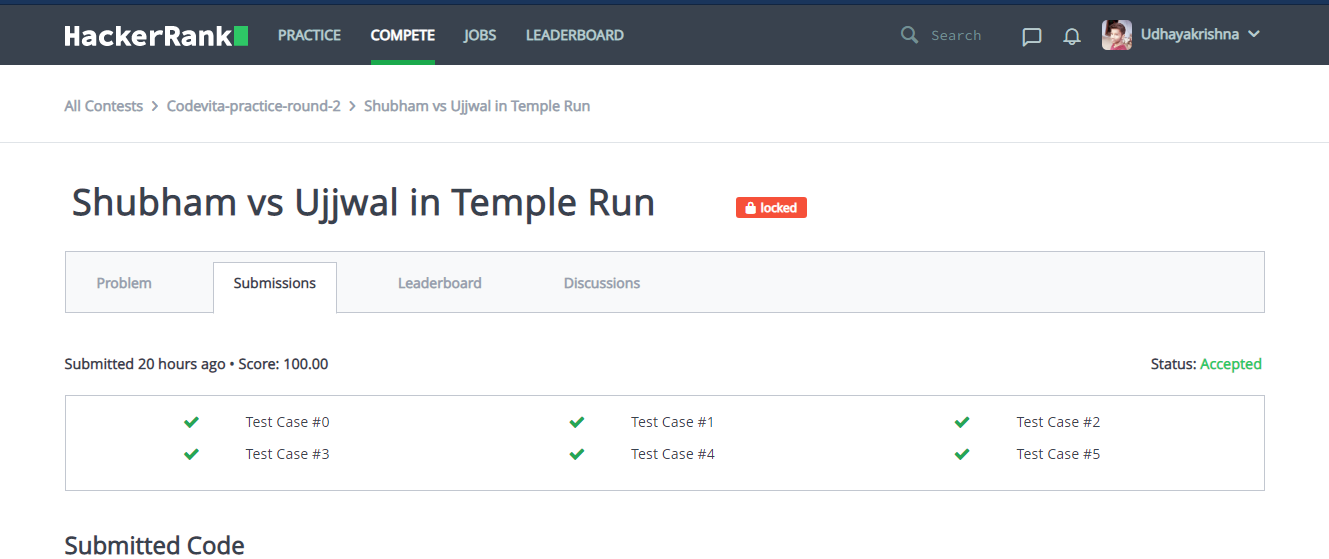 HackerRank PRACTICE COMPETE JOBS LEADERBOARD Search Udhayakrishna
All Contests > Codevita-practice-round-2 > Shubham vs Ujjwal in Temple Run
Shubham vs Ujjwal in Temple Run locked
Problem Submissions Leaderboard Discussions
Submitted 20 hours ago • Score: 100.00 Status: Accepted
Test Case #0 Test Case #1 Test Case #2
Test Case #3 Test Case #4 Test Case #5
Submitted Code